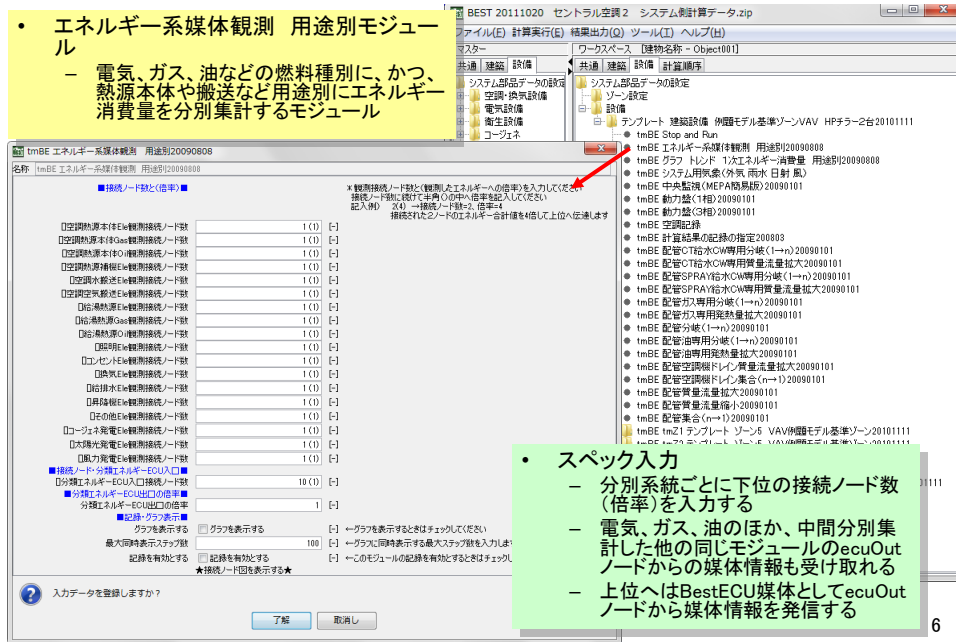 • エネルギー系媒体観測　用途別モジュー
ル
– 電気、ガス、油などの燃料種別に、かつ、
熱源本体や搬送など用途別にエネルギー
消費量を分別集計するモジュール
BEST 20111020　セントラル空調2　システム側計算データ.zip
ファイル(F) 計算実行(E) 結果出力(O) ツール(T) ヘルプ(H)
マスター
共通 建築 設備
システム部品データの設定
空調・換気設備
電気設備
衛生設備
コージェネ
ワークスペース [建物名称 - Object001]
共通 建築 設備 計算順序
システム部品データの設定
ゾーン設定
設備
テンプレート 建築設備 例題モデル基準ゾーンVAV HPチラー2台20101111
tmBE Stop and Run
tmBE エネルギー系媒体観測 用途別20090808
tmBE グラフ トレンド 1次エネルギー消費量 用途別20090808
tmBE システム用気象(外気 雨水 日射 風)
tmBE 中央監視(MEPA簡易版)20090101
tmBE 動力盤(1相)20090101
tmBE 動力盤(3相)20090101
tmBE 空調記録
tmBE 計算結果の記録の指定200803
tmBE 配管CT給水CW専用分岐(1→n)20090101
tmBE 配管CT給水CW専用質量流量拡大20090101
tmBE 配管SPRAY給水CW専用分岐(1→n)20090101
tmBE 配管SPRAY給水CW専用質量流量拡大20090101
tmBE 配管ガス専用分岐(1→n)20090101
tmBE 配管ガス専用発熱量拡大20090101
tmBE 配管分岐(1→n)20090101
tmBE 配管油専用分岐(1→n)20090101
tmBE 配管油専用発熱量拡大20090101
tmBE 配管空調機ドレイン質量流量拡大20090101
tmBE 配管空調機ドレイン集合(n→1)20090101
tmBE 配管質量流量拡大20090101
tmBE 配管質量流量縮小20090101
tmBE 配管集合(n→1)20090101
tmBE tmZ1 テンプレート ゾーン5 VAV例題モデル基準ゾーン20101111
tmBE エネルギー系媒体観測 用途別20090808
名称 tmBE エネルギー系媒体観測 用途別20090808
■接続ノード数と(倍率)■
＊観測接続ノード数と(観測したエネルギーへの倍率)を入力してください
接続ノード数に続けて半角()の中へ倍率を記入してください
記入例) 2(4) →接続ノード数=2、倍率=4
接続された2ノードのエネルギー合計値を4倍して上位へ伝達します
[]空調熱源本体Ele観測接続ノード数 1(1) [-]
[]空調熱源本体Gas観測接続ノード数 1(1) [-]
[]空調熱源本体Oil観測接続ノード数 1(1) [-]
[]空調熱源補機Ele観測接続ノード数 1(1) [-]
[]空調水搬送Ele観測接続ノード数 1(1) [-]
[]空調空気搬送Ele観測接続ノード数 1(1) [-]
[]給湯熱源Ele観測接続ノード数 1(1) [-]
[]給湯熱源Gas観測接続ノード数 1(1) [-]
[]給湯熱源Oil観測接続ノード数 1(1) [-]
[]照明Ele観測接続ノード数 1(1) [-]
[]コンセントEle観測接続ノード数 1(1) [-]
[]換気Ele観測接続ノード数 1(1) [-]
[]給排水Ele観測接続ノード数 1(1) [-]
[]昇降機Ele観測接続ノード数 1(1) [-]
[]その他Ele観測接続ノード数 1(1) [-]
[]コージェネ発電Ele観測接続ノード数 1(1) [-]
[]太陽光発電Ele観測接続ノード数 1(1) [-]
[]風力発電Ele観測接続ノード数 1(1) [-]
■接続ノード・分類エネルギーECU入口■
[]分類エネルギーECU入口接続ノード数 10(1) [-]
■分類エネルギーECU出口の倍率■
分類エネルギーECU出口の倍率 1 [-]
■記録・グラフ表示■
グラフを表示する グラフを表示する [-] ←グラフを表示するときはチェックしてください
最大同時表示ステップ数 100 [-] ←グラフに同時表示する最大ステップ数を入力しま
記録を有効とする 記録を有効とする [-] ←このモジュールの記録を有効とするときはチェックし
★接続ノード図を表示する★
入力データを登録しますか？
了解 取消し
• スペック入力
– 分別系統ごとに下位の接続ノード数
(倍率)を入力する
– 電気、ガス、油のほか、中間分別集
計した他の同じモジュールのecuOut
ノードからの媒体情報も受け取れる
– 上位へはBestECU媒体としてecuOut
ノードから媒体情報を発信する
1111
6